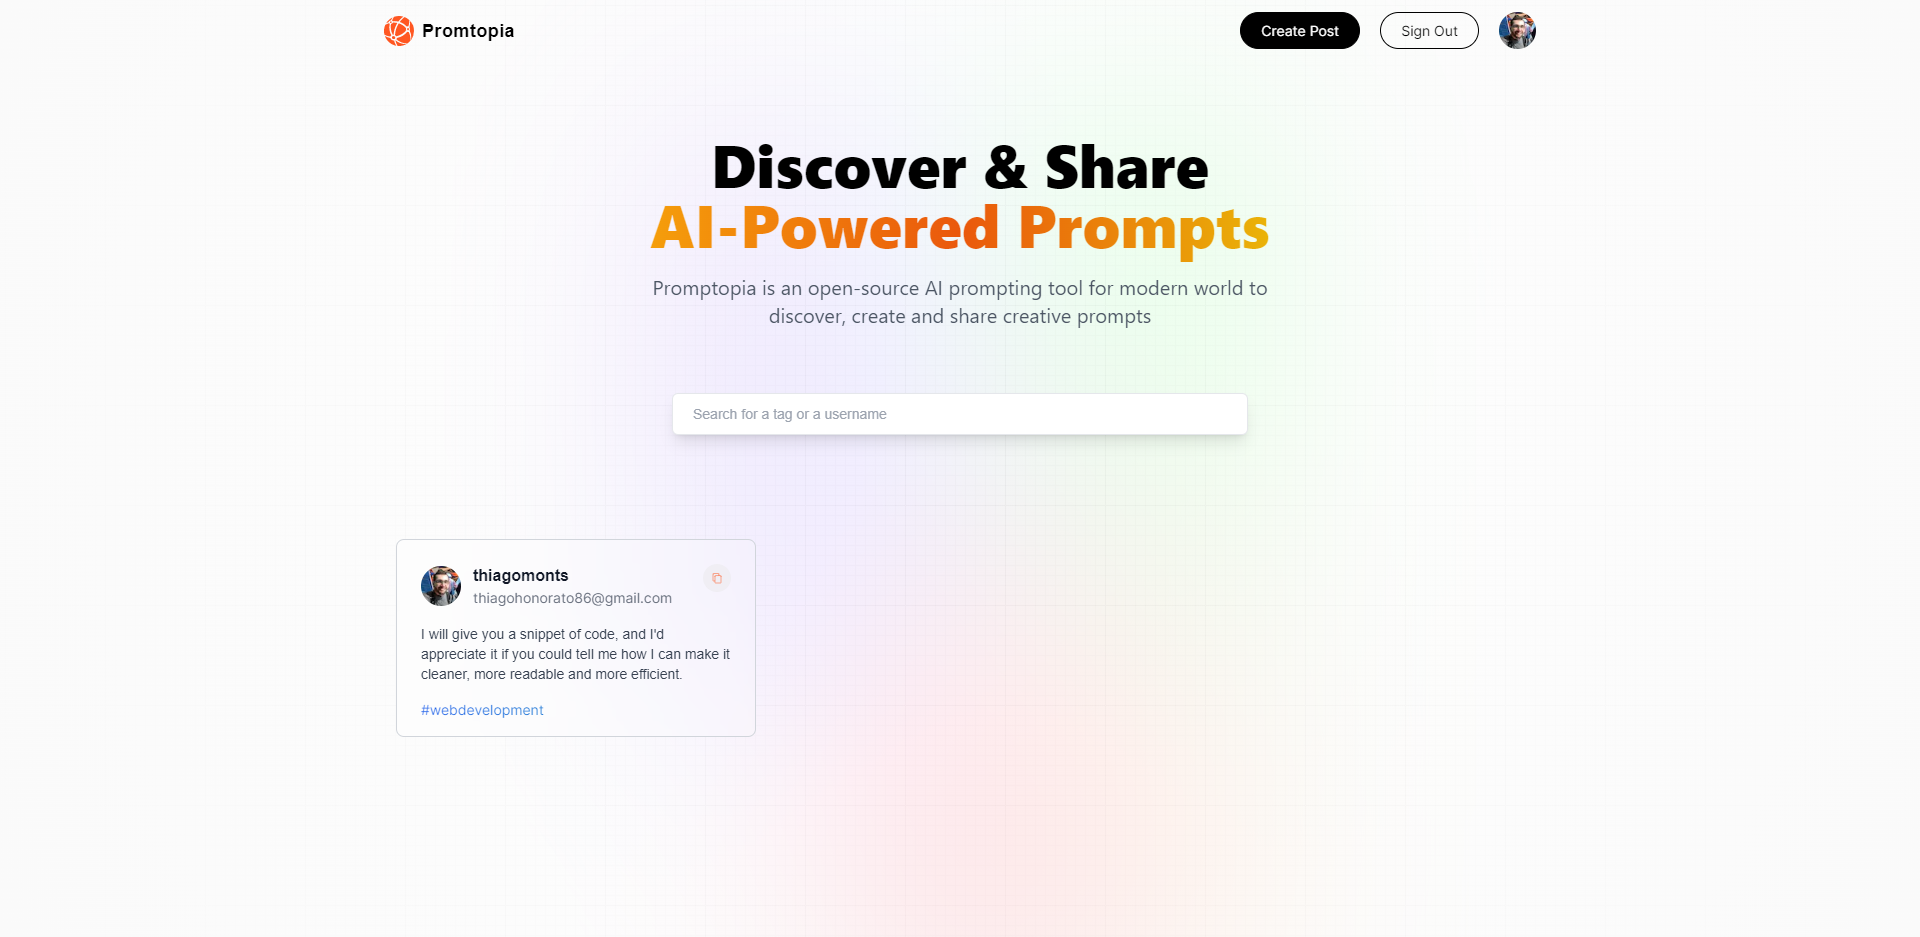 Promtopia
Create Post
Sign Out
Discover & Share
AI-Powered Prompts
Promptopia is an open-source AI prompting tool for modern world to
discover, create and share creative prompts
Search for a tag or a username
thiagomonts
thiagohonorato86@gmail.com
I will give you a snippet of code, and I'd
appreciate it if you could tell me how I can make it
cleaner, more readable and more efficient.
#webdevelopment